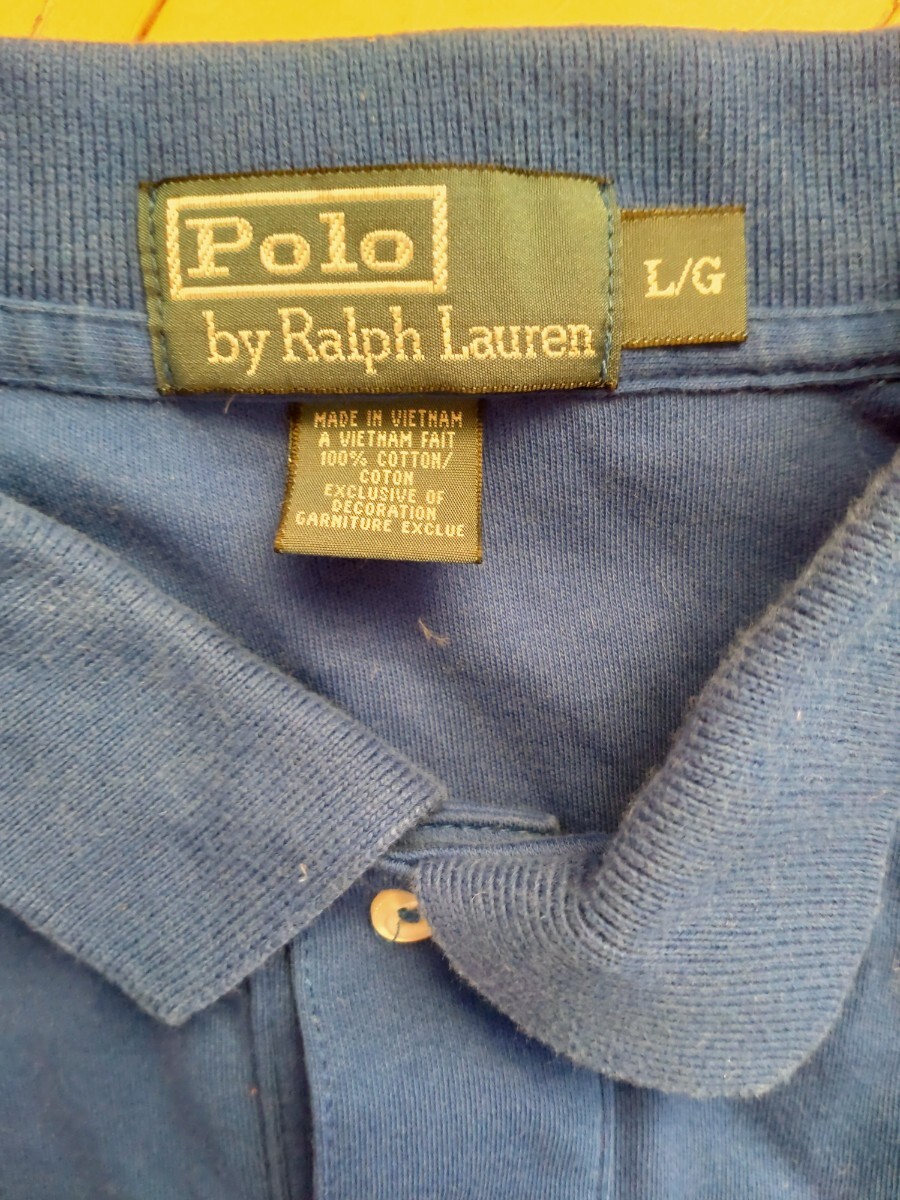 Polo
by Ralph Lauren
L/G
MADE IN VIETNAM
A VIETNAM FAIT
100% COTTON/
COTON
EXCLUSIVE OF
DECORATION
GARNITURE EXCLUE